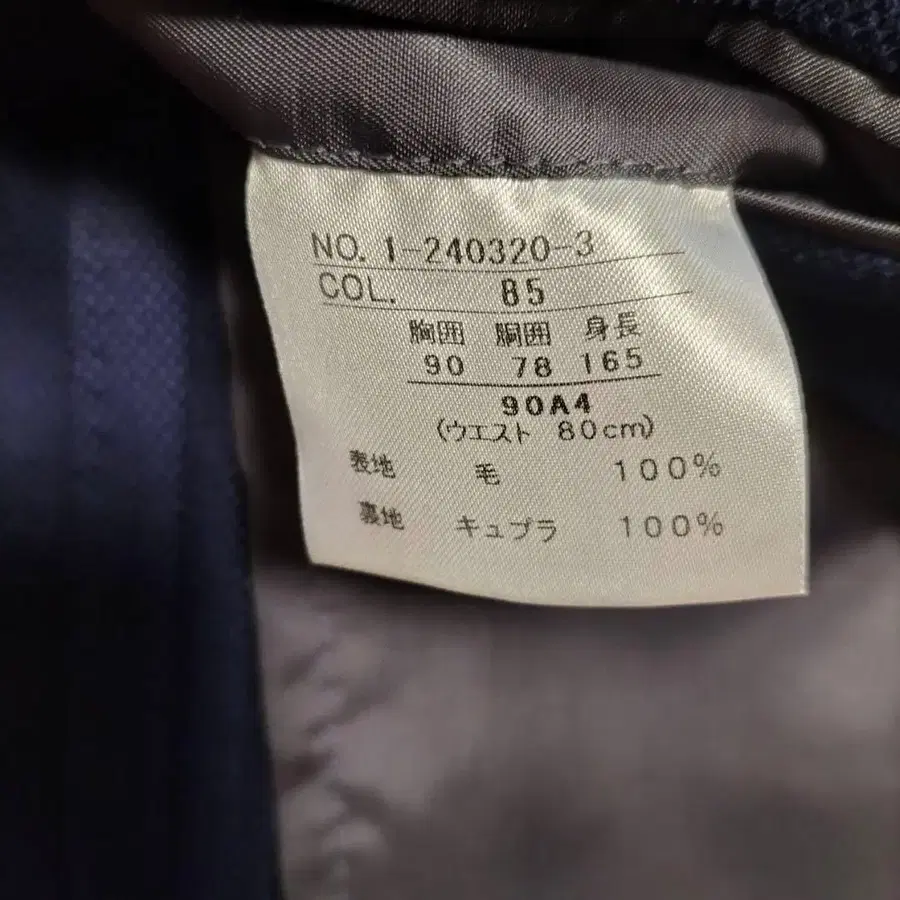 NO. 1-240320-3
COL. 85
胸囲 胴囲 身長
90 78 165
90A4
(ウエスト 80cm)
表地 毛 100%
裏地 キュプラ 100%